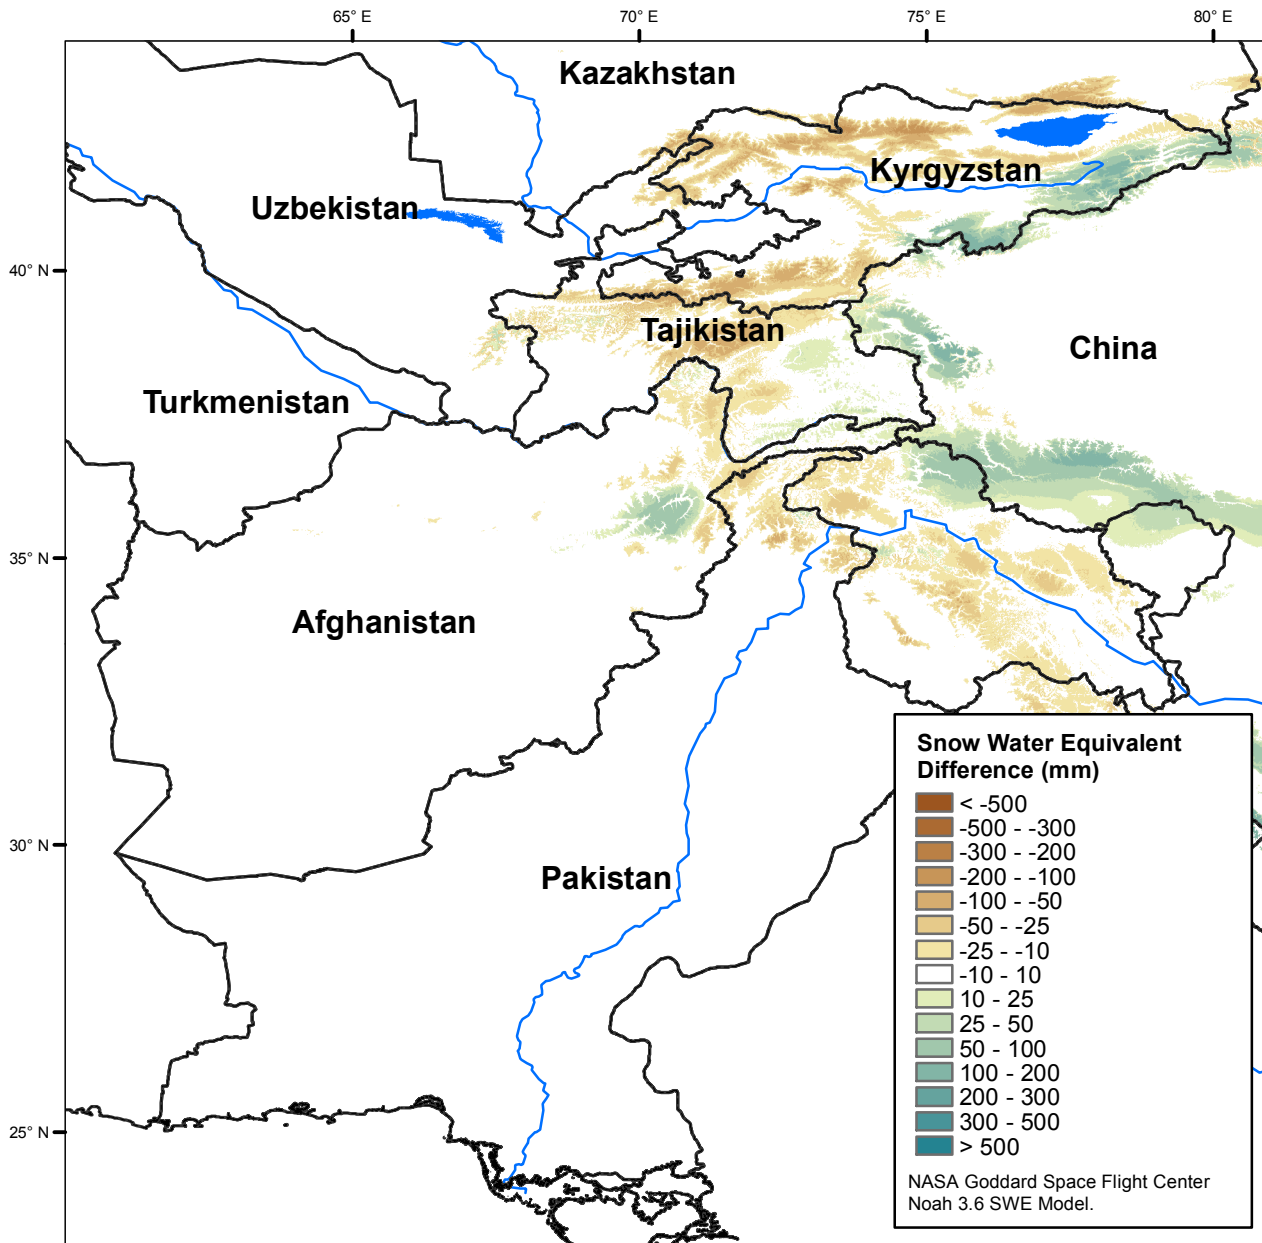 65° E
70° E
75° E
80° E
Kazakhstan
Kyrgyzstan
Uzbekistan
40° N
Tajikistan
China
Turkmenistan
35° N
Afghanistan
Snow Water Equivalent
Difference (mm)
< -500
-500 - -300
-300 - -200
-200 - -100
-100 - -50
-50 - -25
-25 - -10
-10 - 10
10 - 25
25 - 50
50 - 100
100 - 200
200 - 300
300 - 500
> 500
NASA Goddard Space Flight Center
Noah 3.6 SWE Model.
30° N
Pakistan
25° N